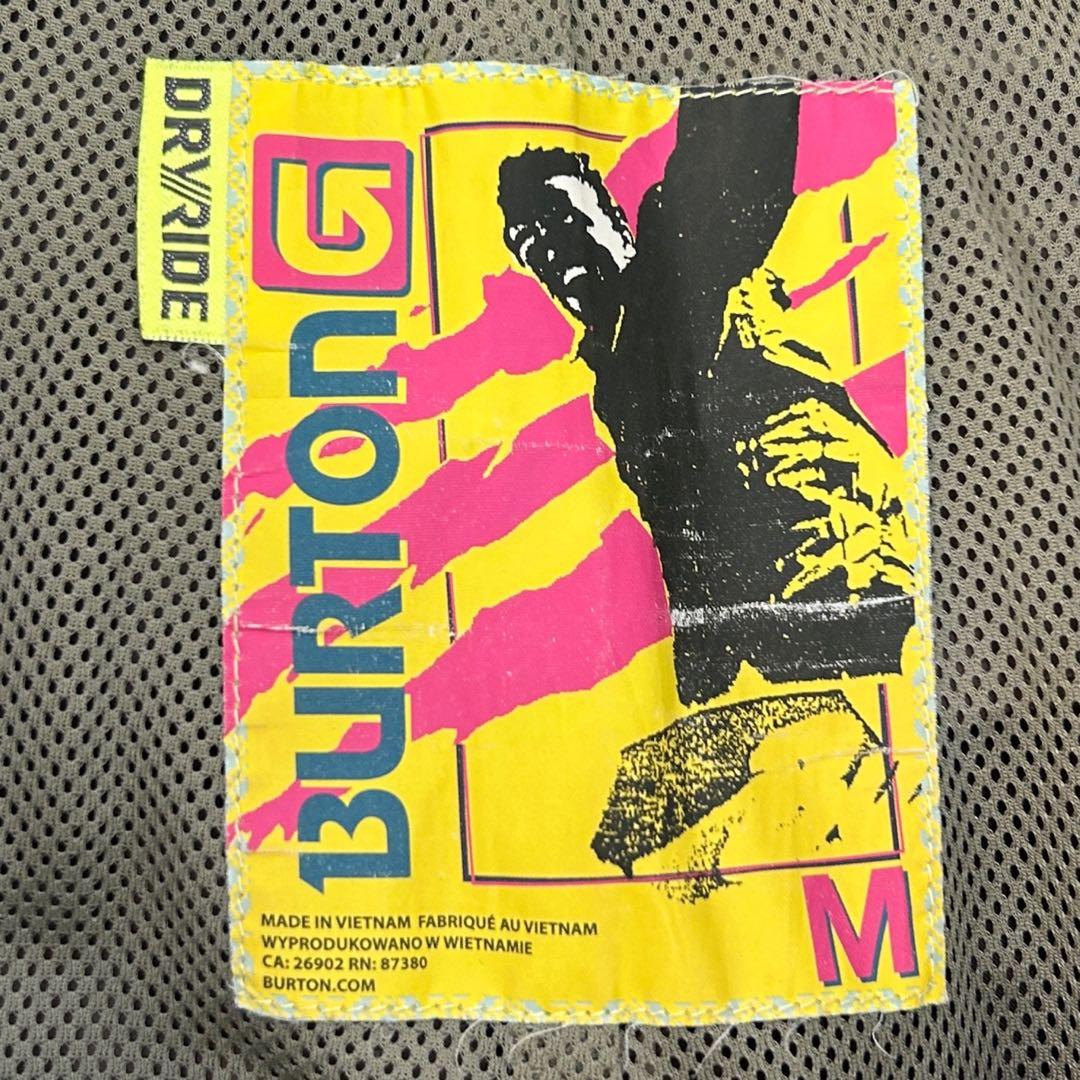 DRY//RIDE
BURTON
MADE IN VIETNAM FABRIQUÉ AU VIETNAM
WYPRODUKOWANO W WIETNAMIE
CA: 26902 RN: 87380
BURTON.COM
M